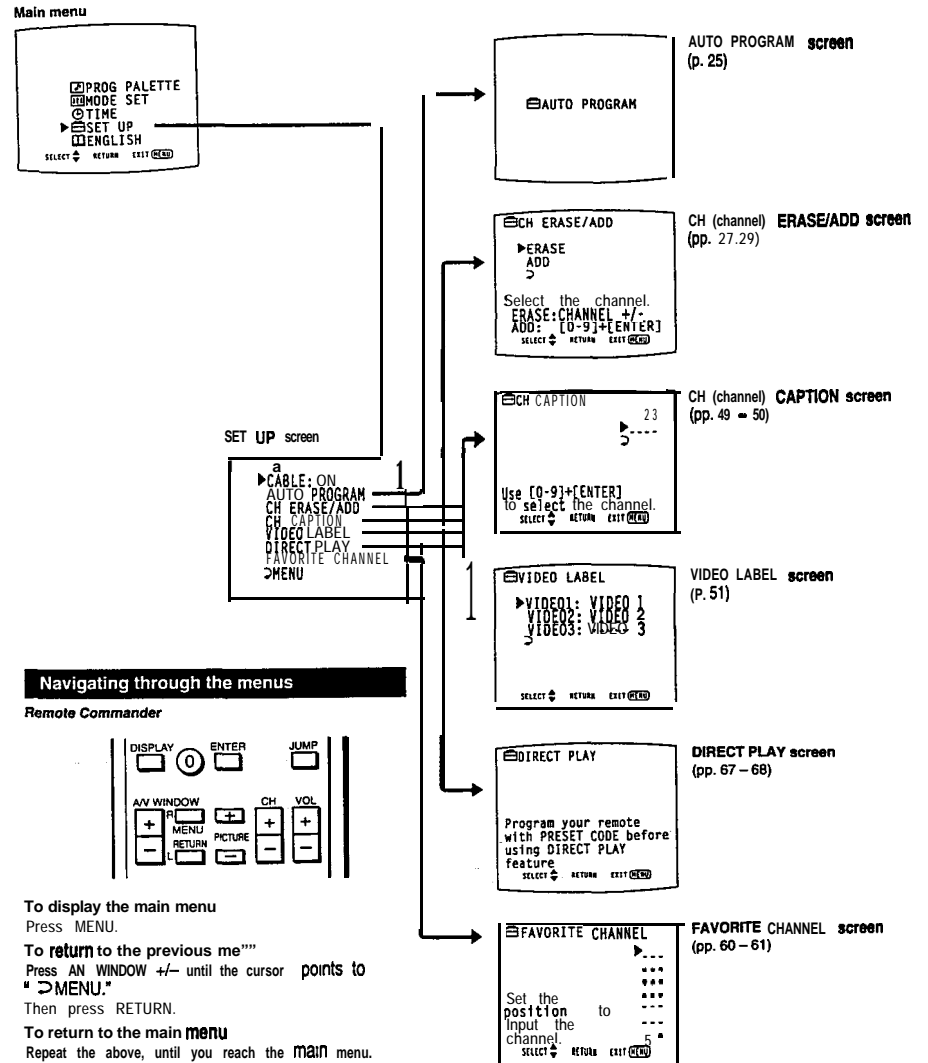 Main menu
PROG PALETTE
MODE SET
TIME
▶SET UP
ENGLISH
SELECT RETURN EXIT MENU
AUTO PROGRAM
AUTO PROGRAM screen
(p. 25)
CH ERASE/ADD
▶ERASE
ADD
Select the channel.
ERASE:CHANNEL +/-
ADD: [0-9]+[ENTER]
SELECT RETURN EXIT MENU
CH (channel) ERASE/ADD screen
(pp. 27.29)
CH CAPTION
23
▶----
Use [0-9]+[ENTER]
to select the channel.
SELECT RETURN EXIT MENU
CH (channel) CAPTION screen
(pp. 49 – 50)
SET UP screen
a
▶CABLE: ON
AUTO PROGRAM
CH ERASE/ADD
CH CAPTION
VIDEO LABEL
DIRECT PLAY
FAVORITE CHANNEL
⊃MENU
1
1
VIDEO LABEL
▶VIDEO1: VIDEO 1
VIDEO2: VIDEO 2
VIDEO3: VIDEO 3
SELECT RETURN EXIT MENU
VIDEO LABEL screen
(P. 51)
Navigating through the menus
Remote Commander
DISPLAY 0 ENTER JUMP
A/V WINDOW CH VOL
R + + + +
MENU
RETURN PICTURE
L – – – –
DIRECT PLAY
Program your remote
with PRESET CODE before
using DIRECT PLAY
feature
SELECT RETURN EXIT MENU
DIRECT PLAY screen
(pp. 67 – 68)
To display the main menu
Press MENU.
To return to the previous me""
Press AN WINDOW +/– until the cursor points to
" ⊃MENU."
Then press RETURN.
To return to the main menu
Repeat the above, until you reach the main menu.
FAVORITE CHANNEL
▶---
Set the
position to
Input the
channel. 5
SELECT RETURN EXIT MENU
FAVORITE CHANNEL screen
(pp. 60 – 61)